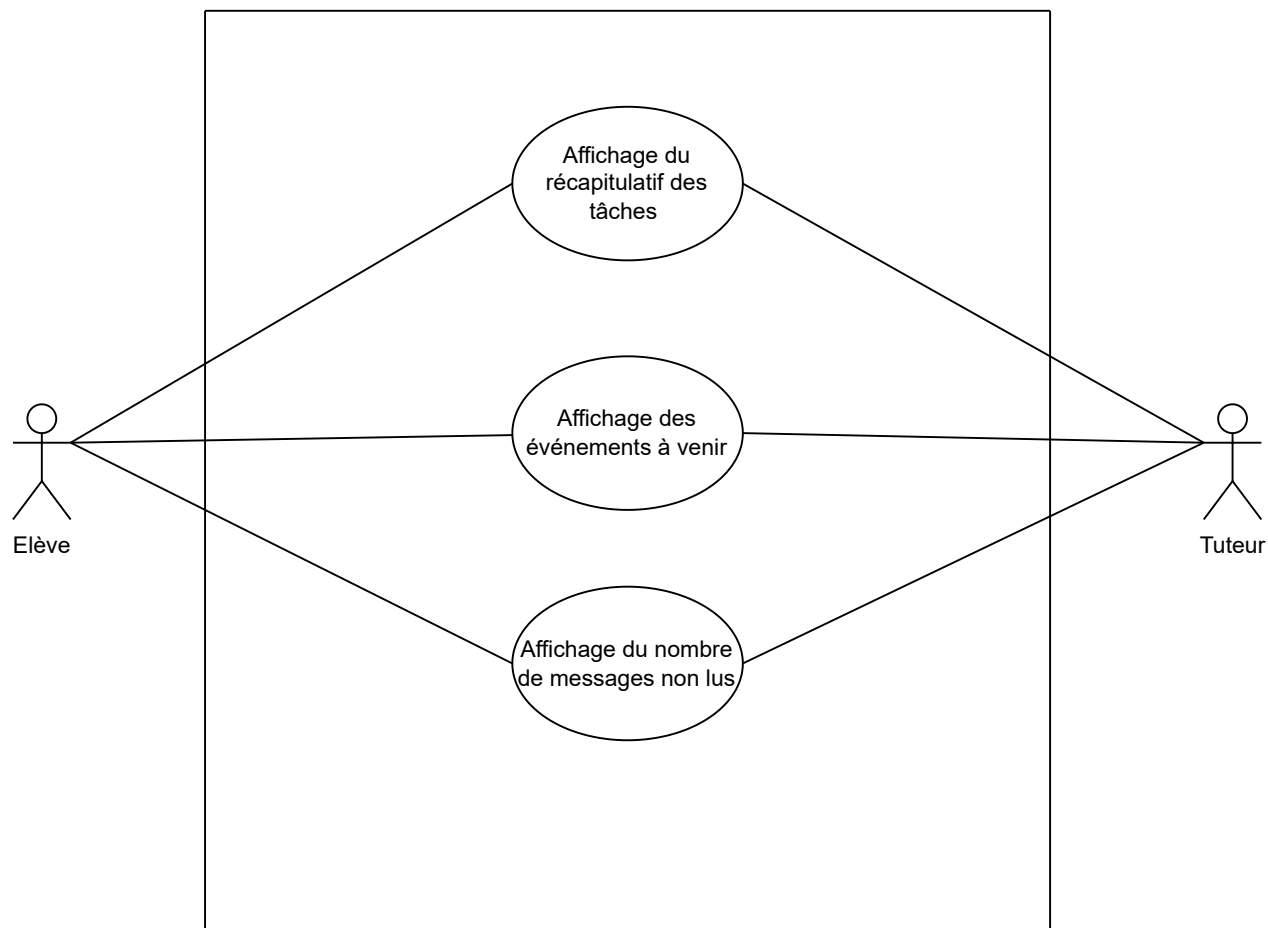 Affichage du
récapitulatif des
tâches
Affichage des
événements à venir
Elève
Tuteur
Affichage du nombre
de messages non lus